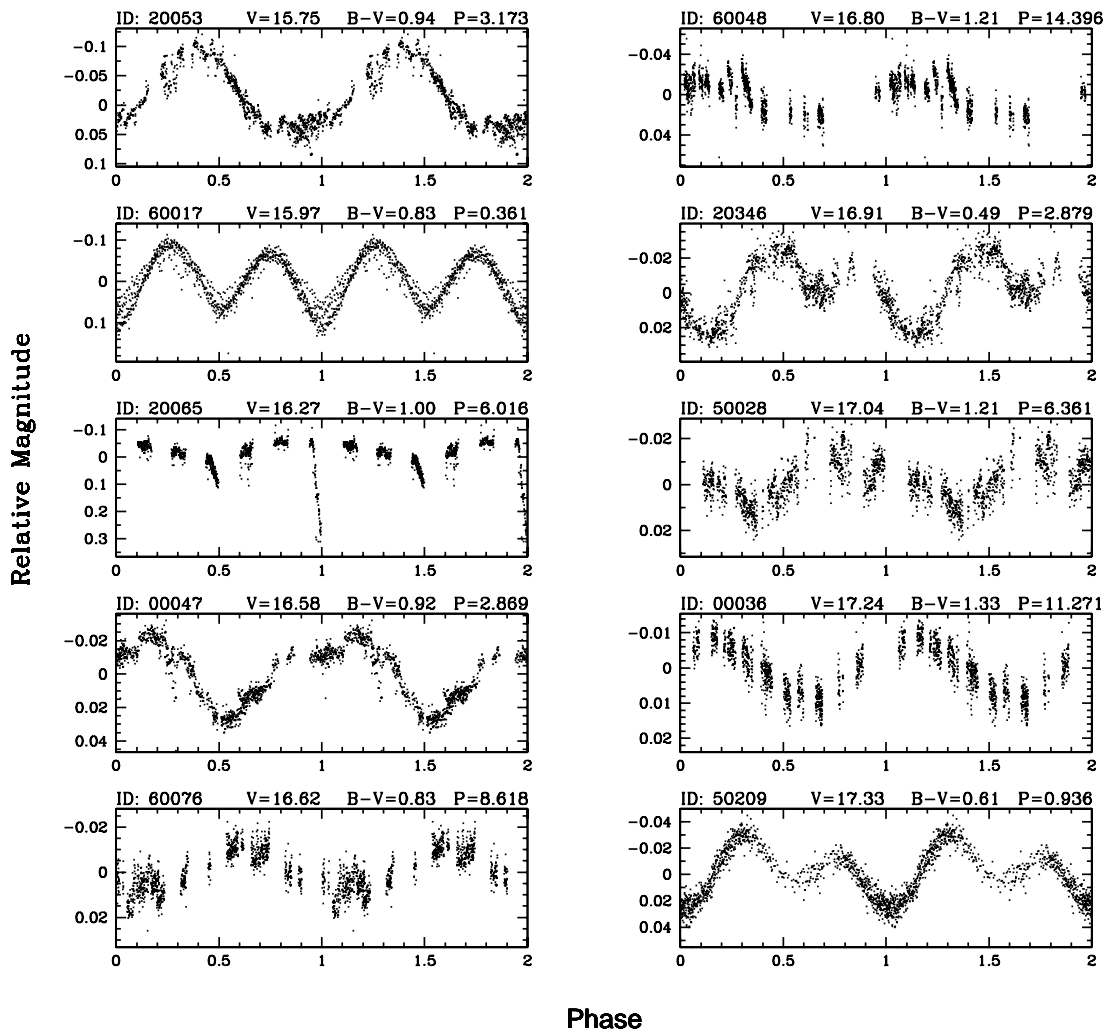 ID: 20053 V=15.75 B-V=0.94 P=3.173
-0.1
-0.05
0
0.05
0.1
0 0.5 1 1.5 2
ID: 60048 V=16.80 B-V=1.21 P=14.396
-0.04
0
0.04
0 0.5 1 1.5 2
ID: 60017 V=15.97 B-V=0.83 P=0.361
-0.1
0
0.1
0 0.5 1 1.5 2
ID: 20346 V=16.91 B-V=0.49 P=2.879
-0.02
0
0.02
0 0.5 1 1.5 2
Relative Magnitude
ID: 20065 V=16.27 B-V=1.00 P=6.016
-0.1
0
0.1
0.2
0.3
0 0.5 1 1.5 2
ID: 50028 V=17.04 B-V=1.21 P=6.361
-0.02
0
0.02
0 0.5 1 1.5 2
ID: 00047 V=16.58 B-V=0.92 P=2.869
-0.02
0
0.02
0.04
0 0.5 1 1.5 2
ID: 00036 V=17.24 B-V=1.33 P=11.271
-0.01
0
0.01
0.02
0 0.5 1 1.5 2
ID: 60076 V=16.62 B-V=0.83 P=8.618
-0.02
0
0.02
0 0.5 1 1.5 2
ID: 50209 V=17.33 B-V=0.61 P=0.936
-0.04
-0.02
0
0.02
0.04
0 0.5 1 1.5 2
Phase